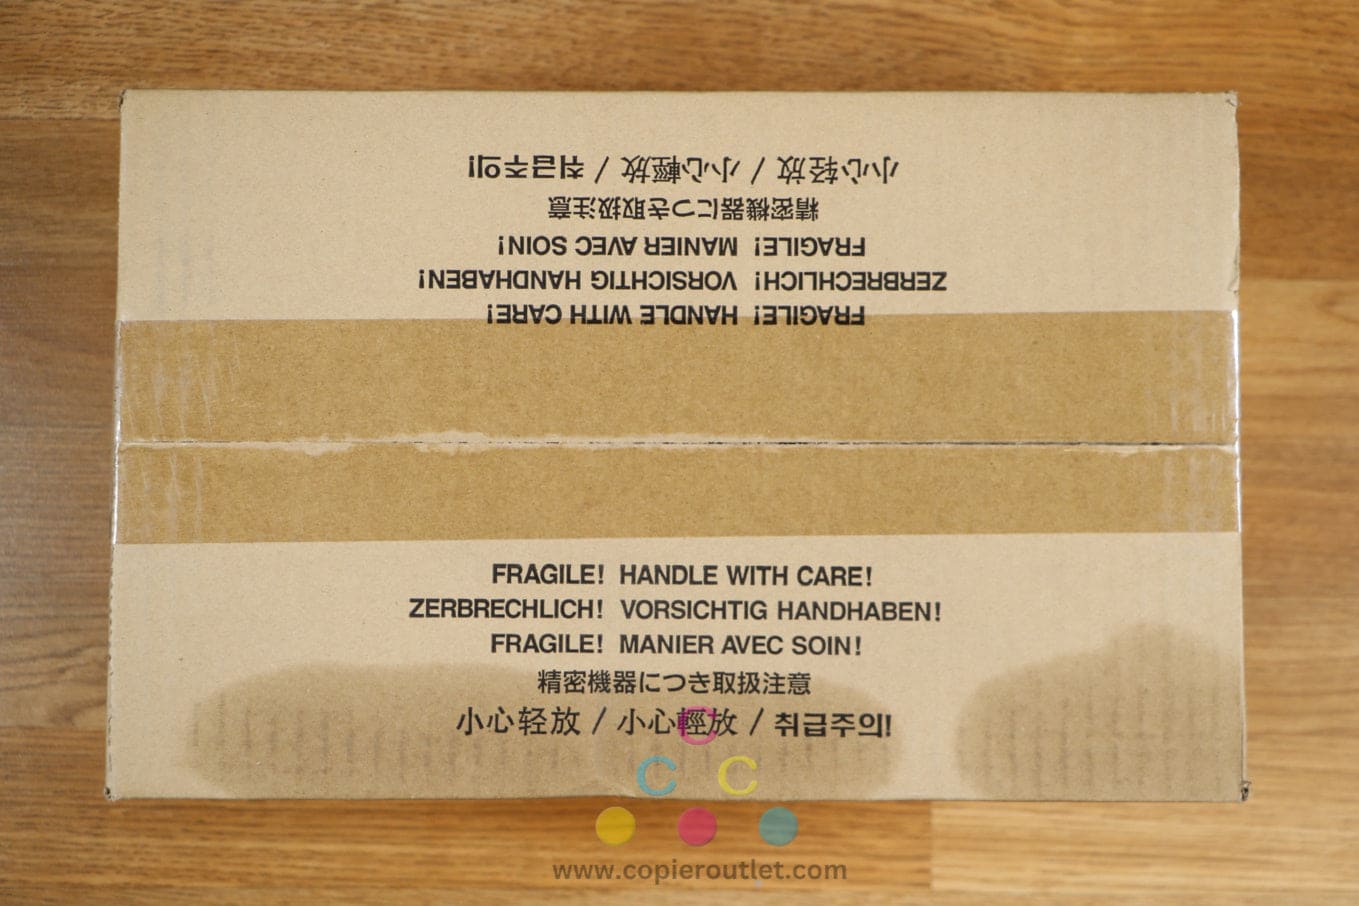 小心轻放 / 小心輕放 / 취급주의!
精密機器につき取扱注意
FRAGILE! MANIER AVEC SOIN!
ZERBRECHLICH! VORSICHTIG HANDHABEN!
FRAGILE! HANDLE WITH CARE!
FRAGILE! HANDLE WITH CARE!
ZERBRECHLICH! VORSICHTIG HANDHABEN!
FRAGILE! MANIER AVEC SOIN!
精密機器につき取扱注意
小心轻放 / 小心輕放 / 취급주의!
C
C C
www.copieroutlet.com